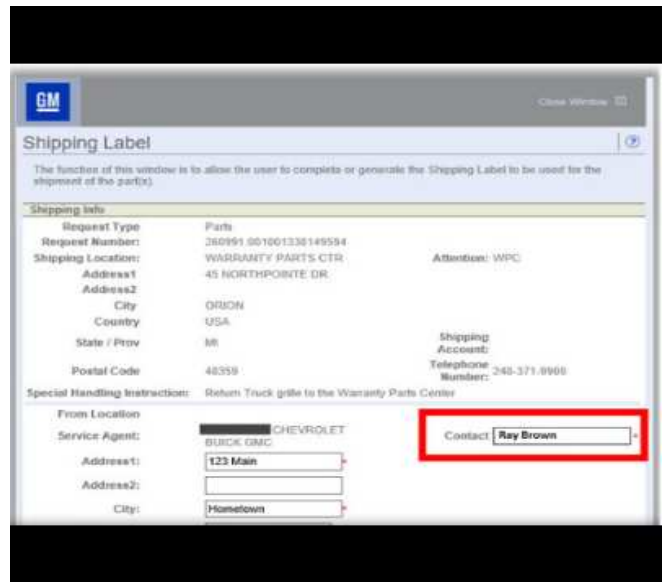 GM
Close Window
Shipping Label
The function of this window is to allow the user to complete or generate the Shipping Label to be used for the
shipment of the part(s).
Shipping Info
Request Type Parts
Request Number:
Shipping Location: WARRANTY PARTS CTR Attention: WPC
Address1 45 NORTHPOINTE DR
Address2
City ORION
Country USA
State / Prov MI Shipping Account:
Postal Code 48359 Telephone Number:
Special Handling Instruction: Return Truck grille to the Warranty Parts Center
From Location
Service Agent: CHEVROLET BUICK GMC Contact Ray Brown *
Address1: 123 Main *
Address2:
City: Hometown *